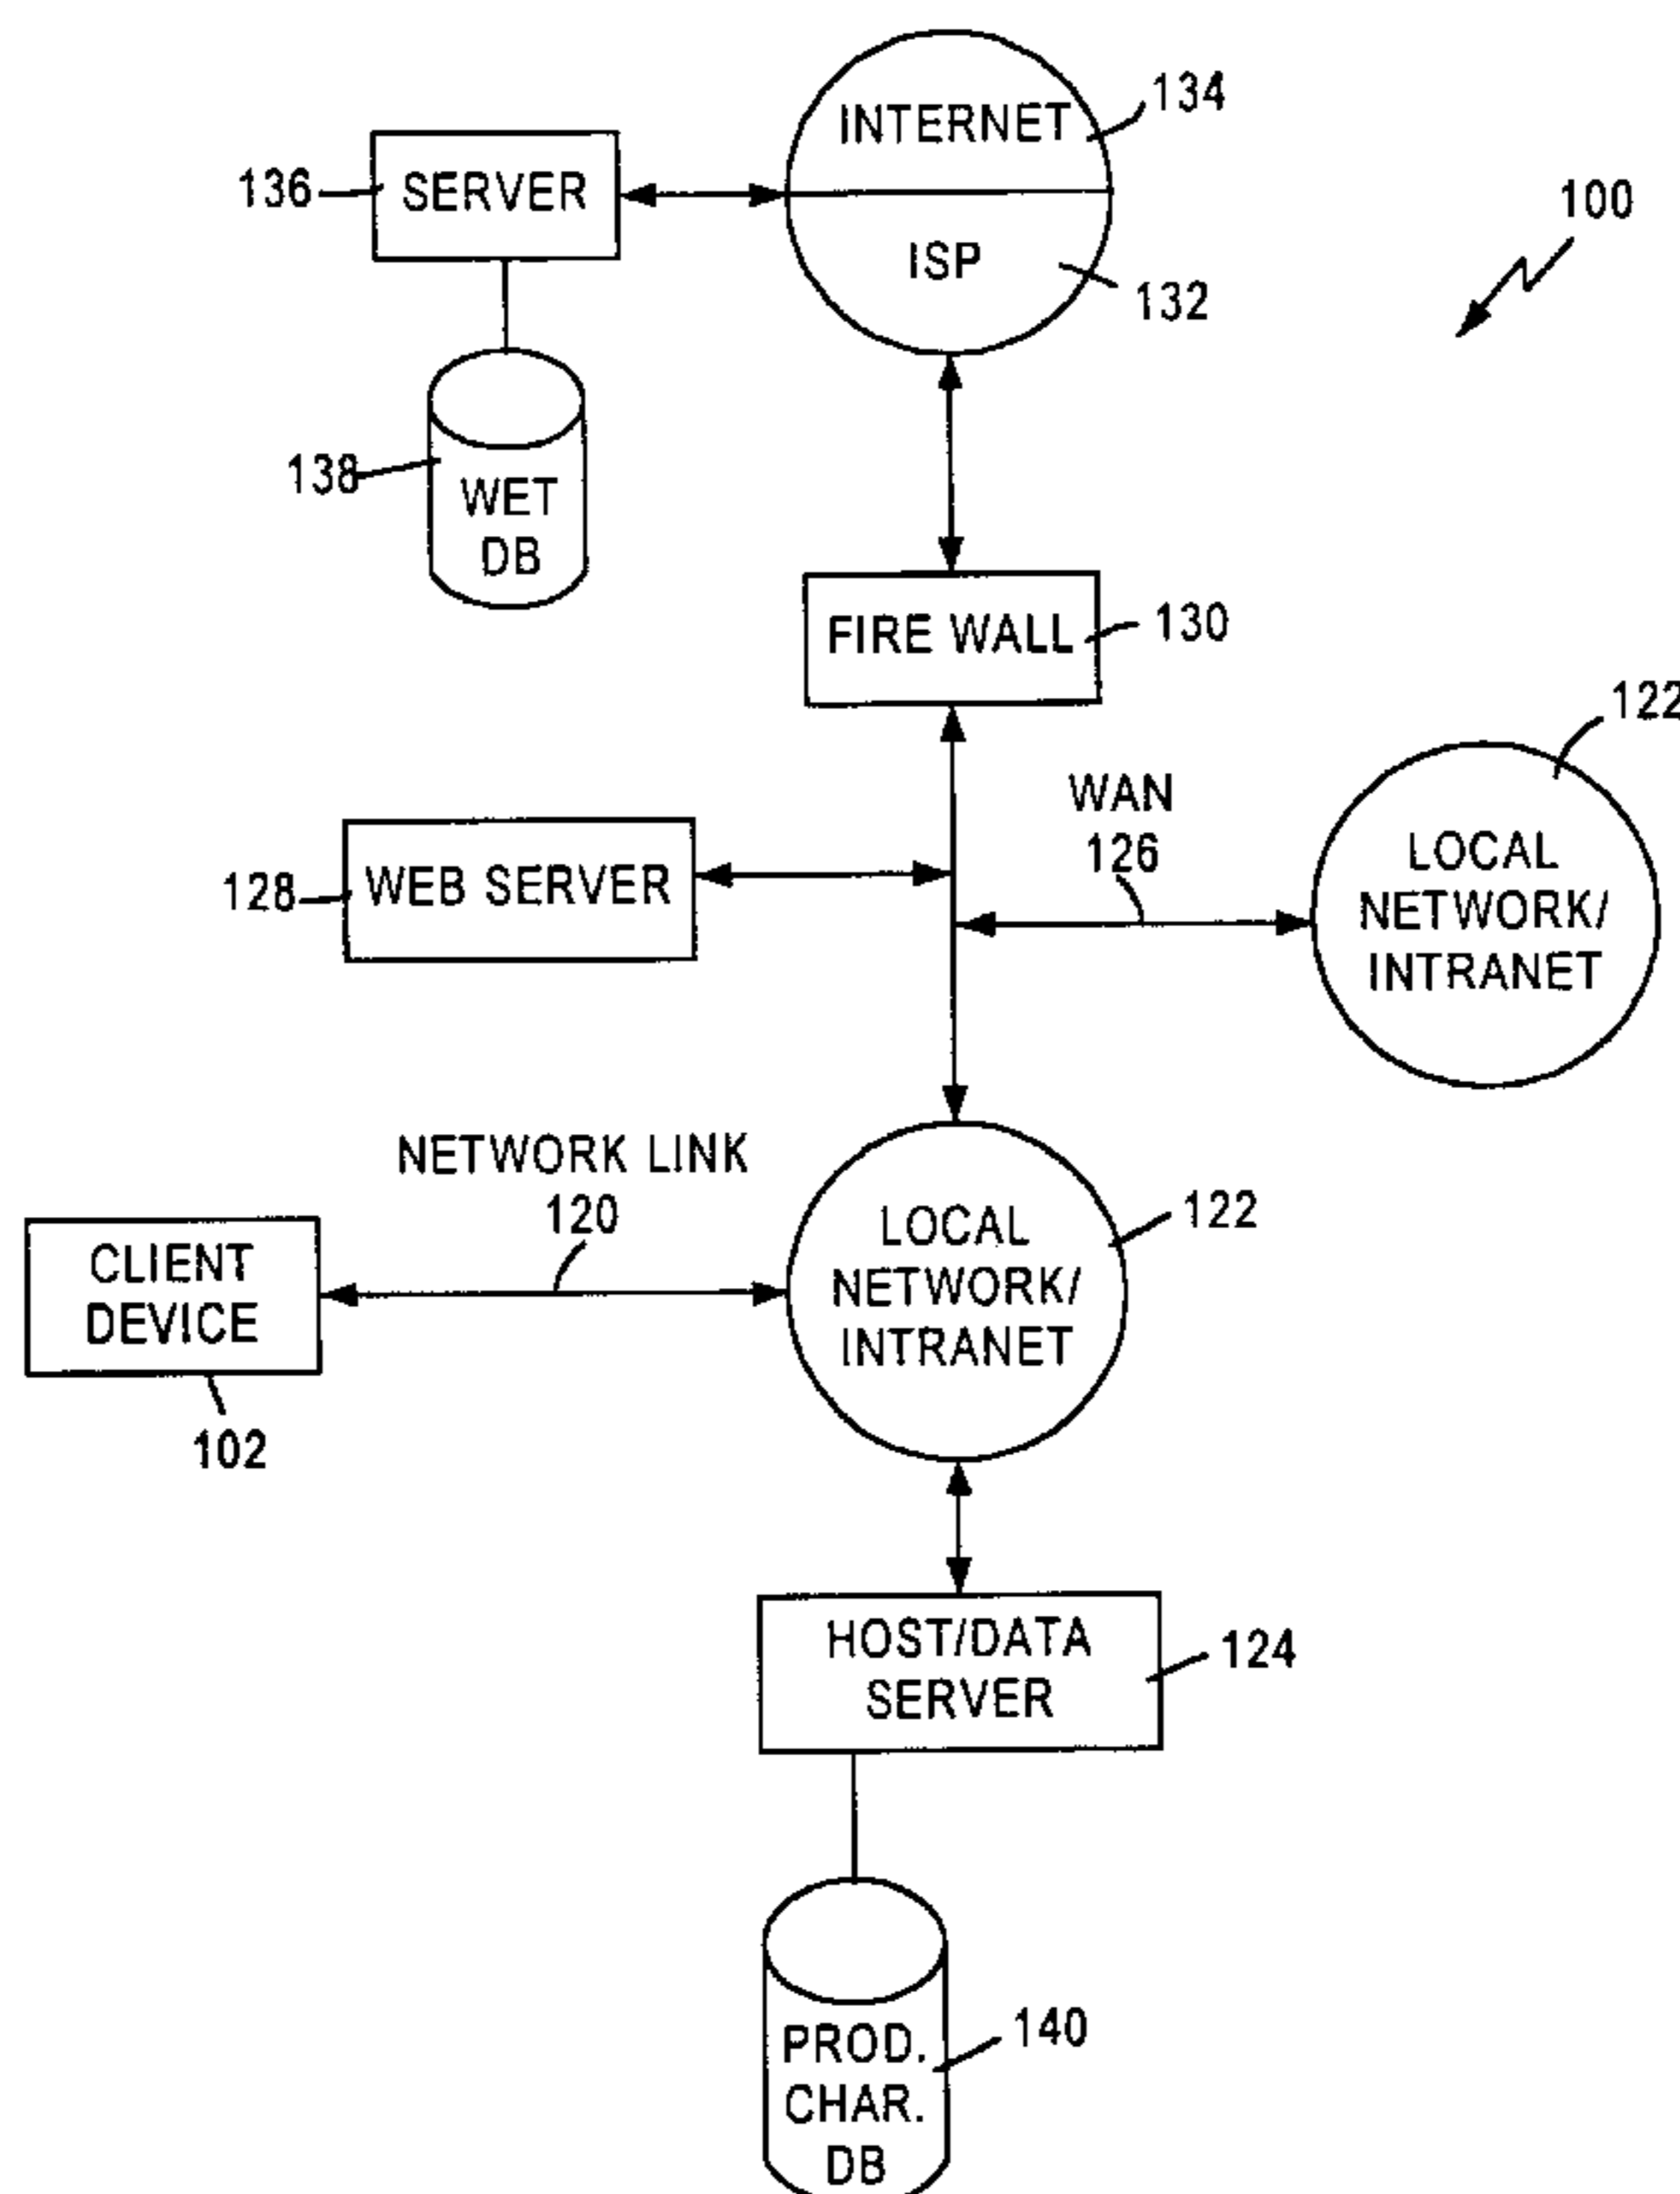 INTERNET
134
136
SERVER
100
ISP
132
138
WET
DB
FIRE WALL
130
122
WAN
126
LOCAL
NETWORK/
INTRANET
128
WEB SERVER
NETWORK LINK
120
122
LOCAL
NETWORK/
INTRANET
CLIENT
DEVICE
102
HOST/DATA
SERVER
124
140
PROD.
CHAR.
DB